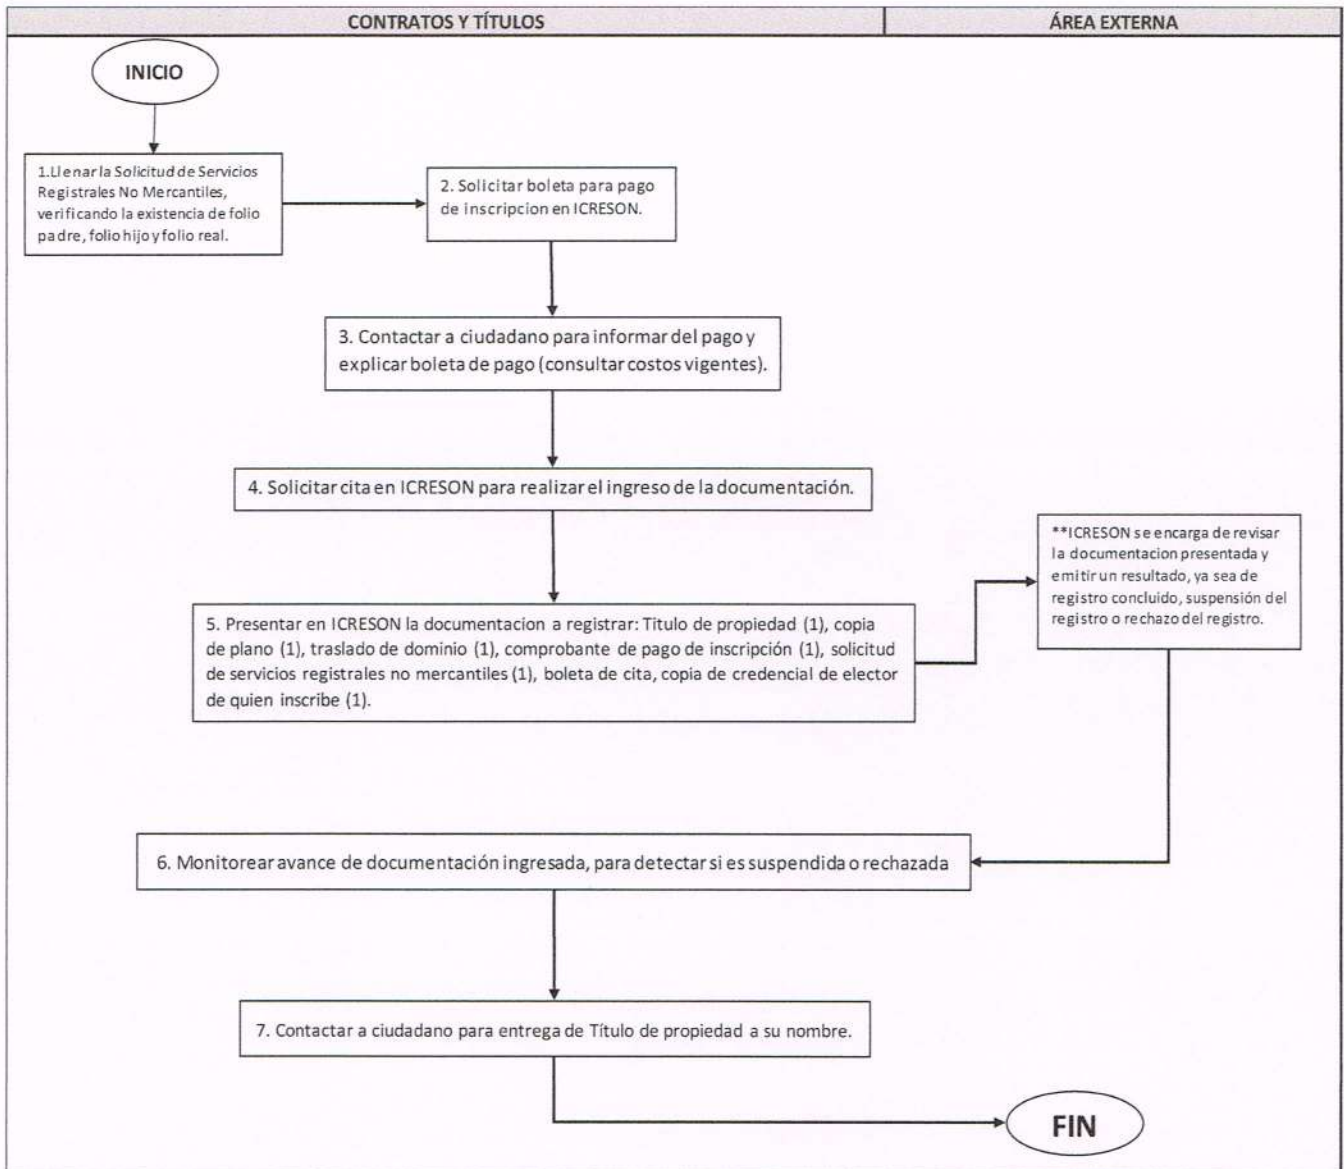 CONTRATOS Y TÍTULOS
ÁREA EXTERNA
INICIO
1.Llenar la Solicitud de Servicios
Registrales No Mercantiles,
verificando la existencia de folio
padre, folio hijo y folio real.
2. Solicitar boleta para pago
de inscripcion en ICRESON.
3. Contactar a ciudadano para informar del pago y
explicar boleta de pago (consultar costos vigentes).
4. Solicitar cita en ICRESON para realizar el ingreso de la documentación.
5. Presentar en ICRESON la documentacion a registrar: Titulo de propiedad (1), copia
de plano (1), traslado de dominio (1), comprobante de pago de inscripción (1), solicitud
de servicios registrales no mercantiles (1), boleta de cita, copia de credencial de elector
de quien inscribe (1).
**ICRESON se encarga de revisar
la documentacion presentada y
emitir un resultado, ya sea de
registro concluido, suspensión del
registro o rechazo del registro.
6. Monitorear avance de documentación ingresada, para detectar si es suspendida o rechazada
7. Contactar a ciudadano para entrega de Título de propiedad a su nombre.
FIN